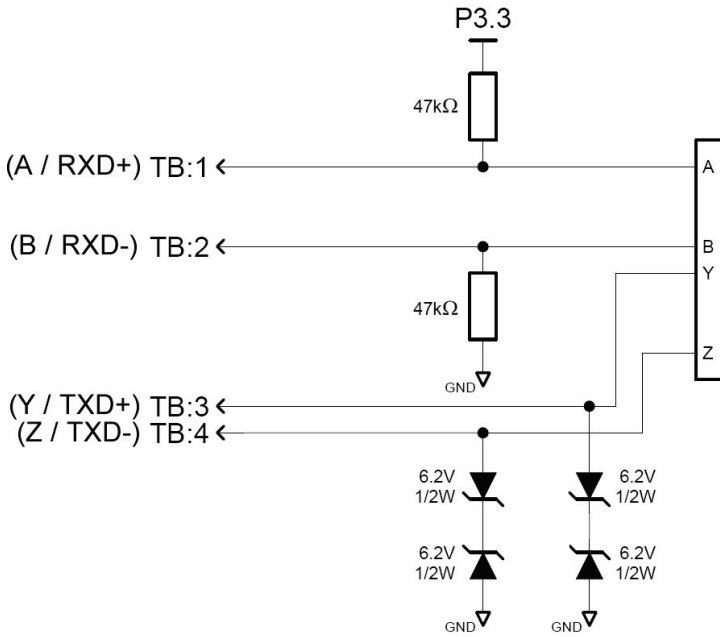 P3.3
47kΩ
(A / RXD+) TB:1
A
(B / RXD-) TB:2
B
Y
47kΩ
Z
GND
(Y / TXD+) TB:3
(Z / TXD-) TB:4
6.2V
1/2W
6.2V
1/2W
6.2V
1/2W
6.2V
1/2W
GND
GND